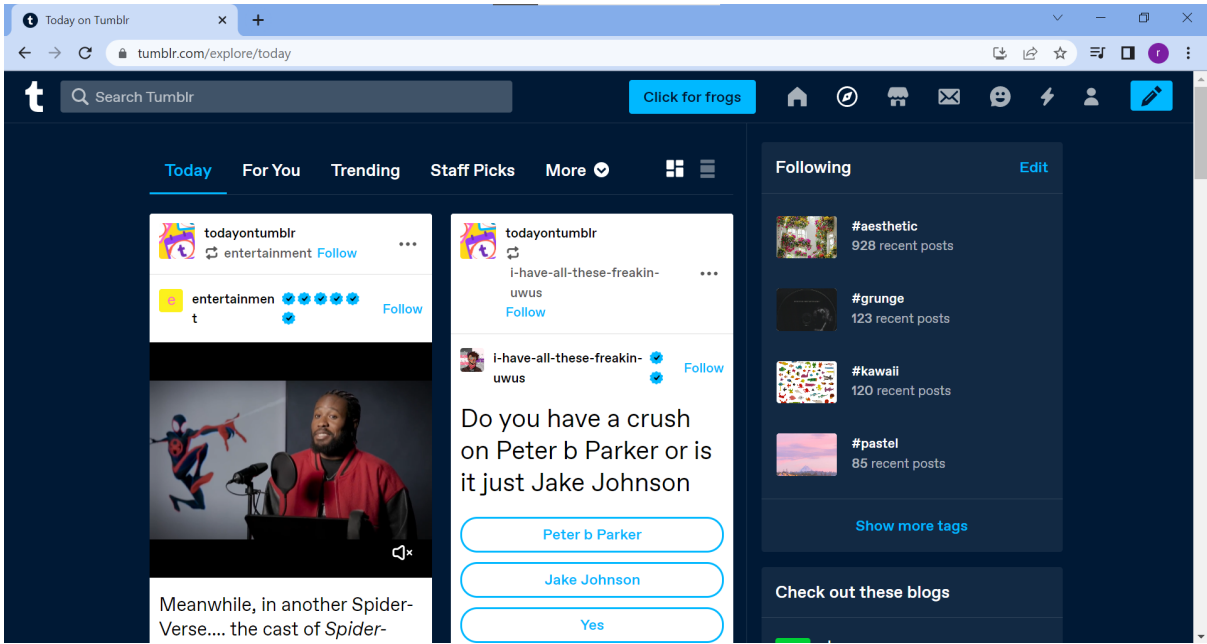 Today on Tumblr
tumblr.com/explore/today
r
t
Search Tumblr
Click for frogs
Today
For You
Trending
Staff Picks
More
todayontumblr
entertainment Follow
e
entertainmen
t
Follow
Meanwhile, in another Spider-
Verse.... the cast of Spider-
todayontumblr
i-have-all-these-freakin-
uwus
Follow
i-have-all-these-freakin-
uwus
Follow
Do you have a crush
on Peter b Parker or is
it just Jake Johnson
Peter b Parker
Jake Johnson
Yes
Following
Edit
#aesthetic
928 recent posts
#grunge
123 recent posts
#kawaii
120 recent posts
#pastel
85 recent posts
Show more tags
Check out these blogs